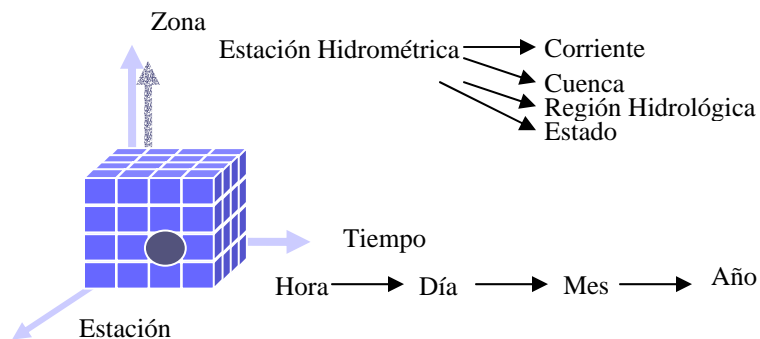 Zona
Estación Hidrométrica
Corriente
Cuenca
Región Hidrológica
Estado
Tiempo
Hora Día Mes Año
Estación